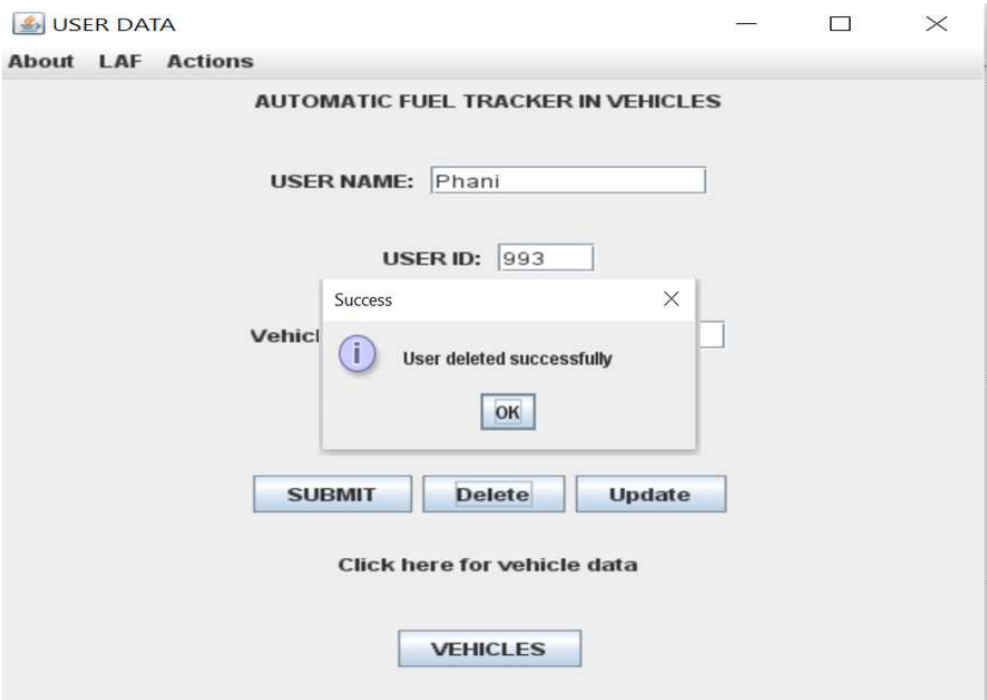 USER DATA
About LAF Actions
AUTOMATIC FUEL TRACKER IN VEHICLES
USER NAME: Phani
USER ID: 993
Success
User deleted successfully
OK
SUBMIT Delete Update
Click here for vehicle data
VEHICLES